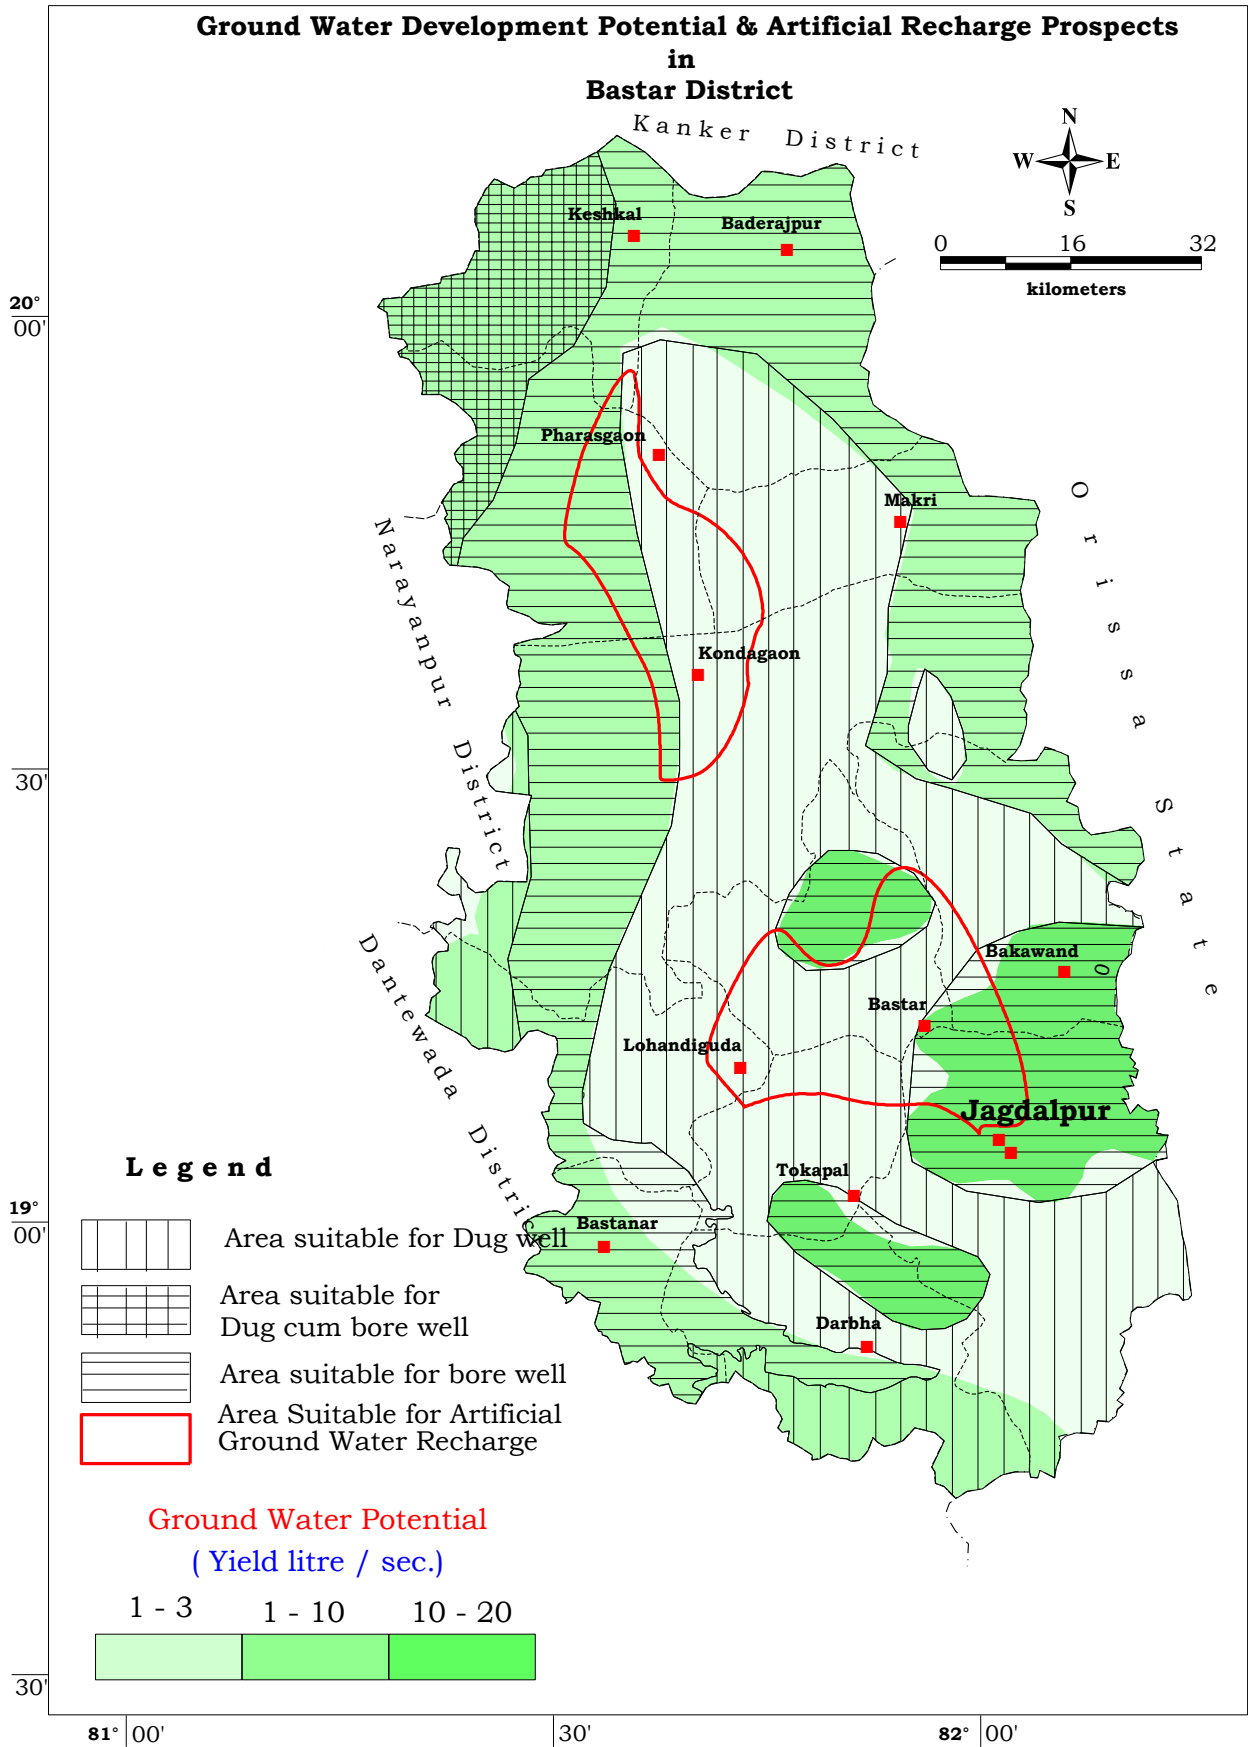 Ground Water Development Potential & Artificial Recharge Prospects
in
Bastar District
Kanker District
N
W E
S
0 16 32
kilometers
Keshkal
Baderajpur
20°
00'
Pharasgaon
Makri
Orissa State
Narayanpur District
Kondagaon
30'
Bakawand
0
Bastar
Dantewada District
Lohandiguda
Jagdalpur
Tokapal
Bastanar
Darbha
19°
00'
Legend
Area suitable for Dug well
Area suitable for
Dug cum bore well
Area suitable for bore well
Area Suitable for Artificial
Ground Water Recharge
Ground Water Potential
( Yield litre / sec.)
1 - 3 1 - 10 10 - 20
30'
81° 00' 30' 82° 00'